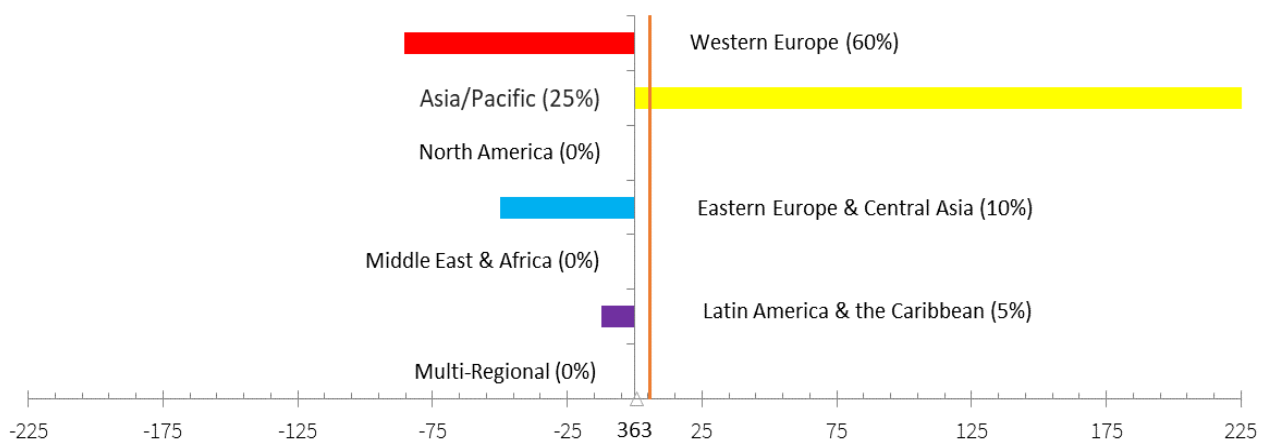 Western Europe (60%)
Asia/Pacific (25%)
North America (0%)
Eastern Europe & Central Asia (10%)
Middle East & Africa (0%)
Latin America & the Caribbean (5%)
Multi-Regional (0%)
-225 -175 -125 -75 -25 363 25 75 125 175 225